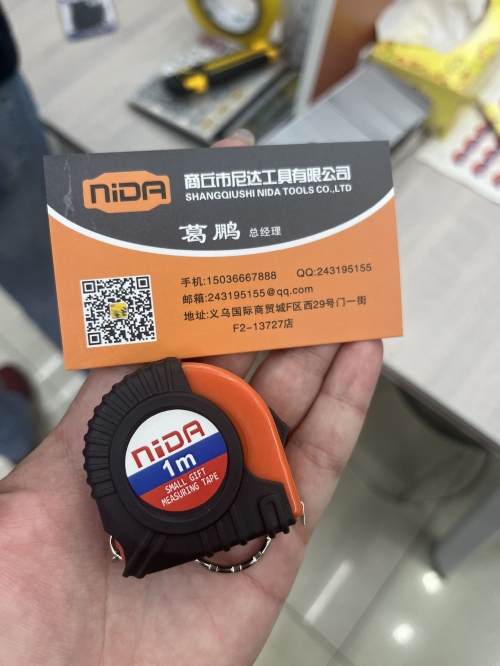 NiDA
商丘市尼达工具有限公司
SHANGQIUSHI NIDA TOOLS CO.,LTD
葛鹏 总经理
手机:15036667888 QQ:243195155
邮箱:243195155@qq.com
地址:义乌国际商贸城F区西29号门一街
F2-13727店
NiDA
1m
SMALL GIFT
MEASURING TAPE